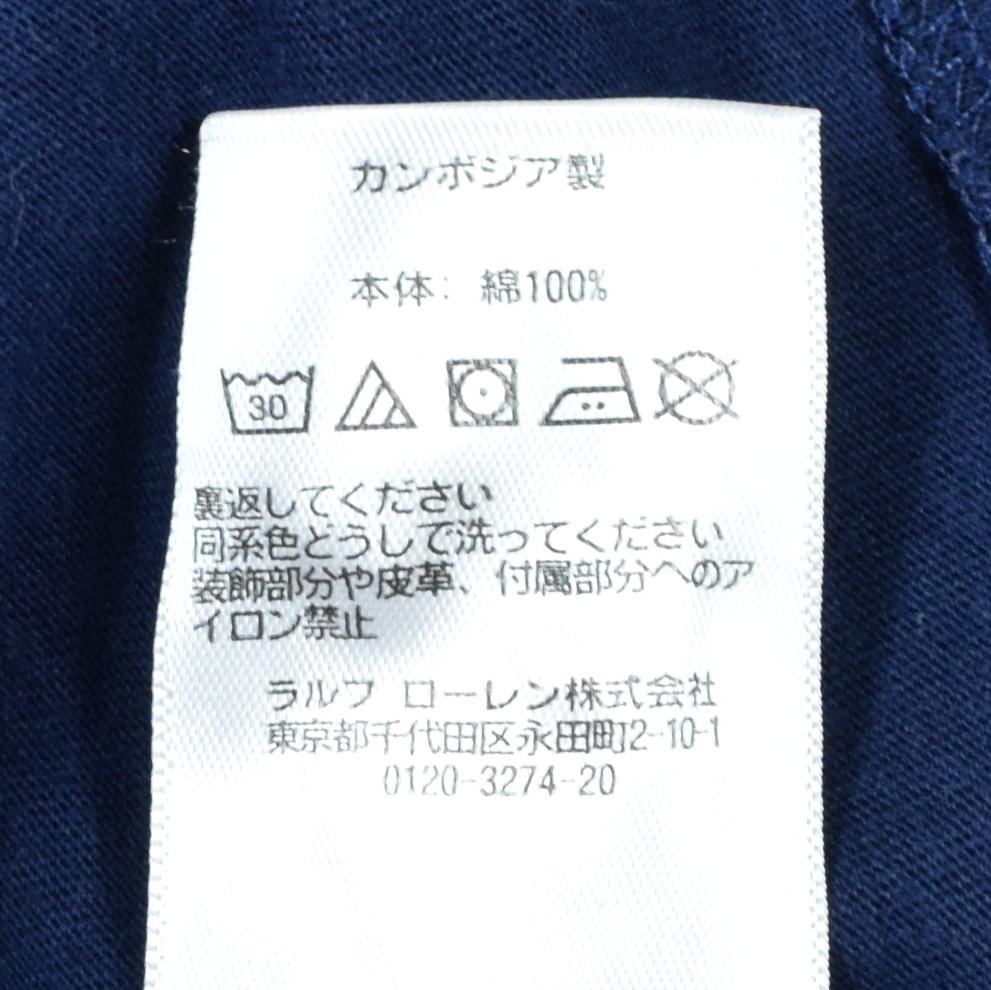 カンボジア製
本体: 綿100%
30
裏返してください
同系色どうしで洗ってください
装飾部分や皮革、付属部分へのア
イロン禁止
ラルフ ローレン株式会社
東京都千代田区永田町2-10-1
0120-3274-20